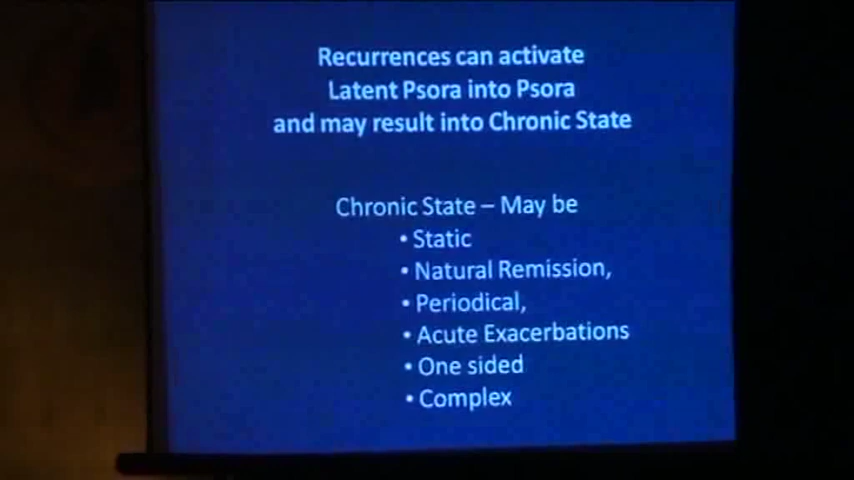 Recurrences can activate
Latent Psora into Psora
and may result into Chronic State
Chronic State – May be
• Static
• Natural Remission,
• Periodical,
• Acute Exacerbations
• One sided
• Complex